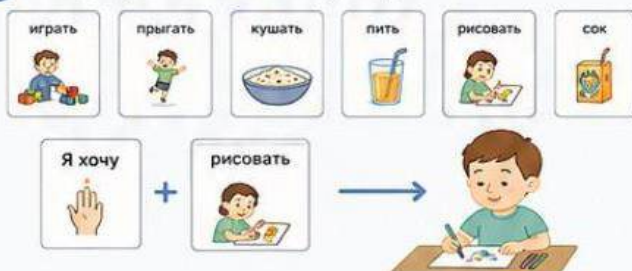 играть прыгать кушать пить рисовать сок
Я хочу + рисовать